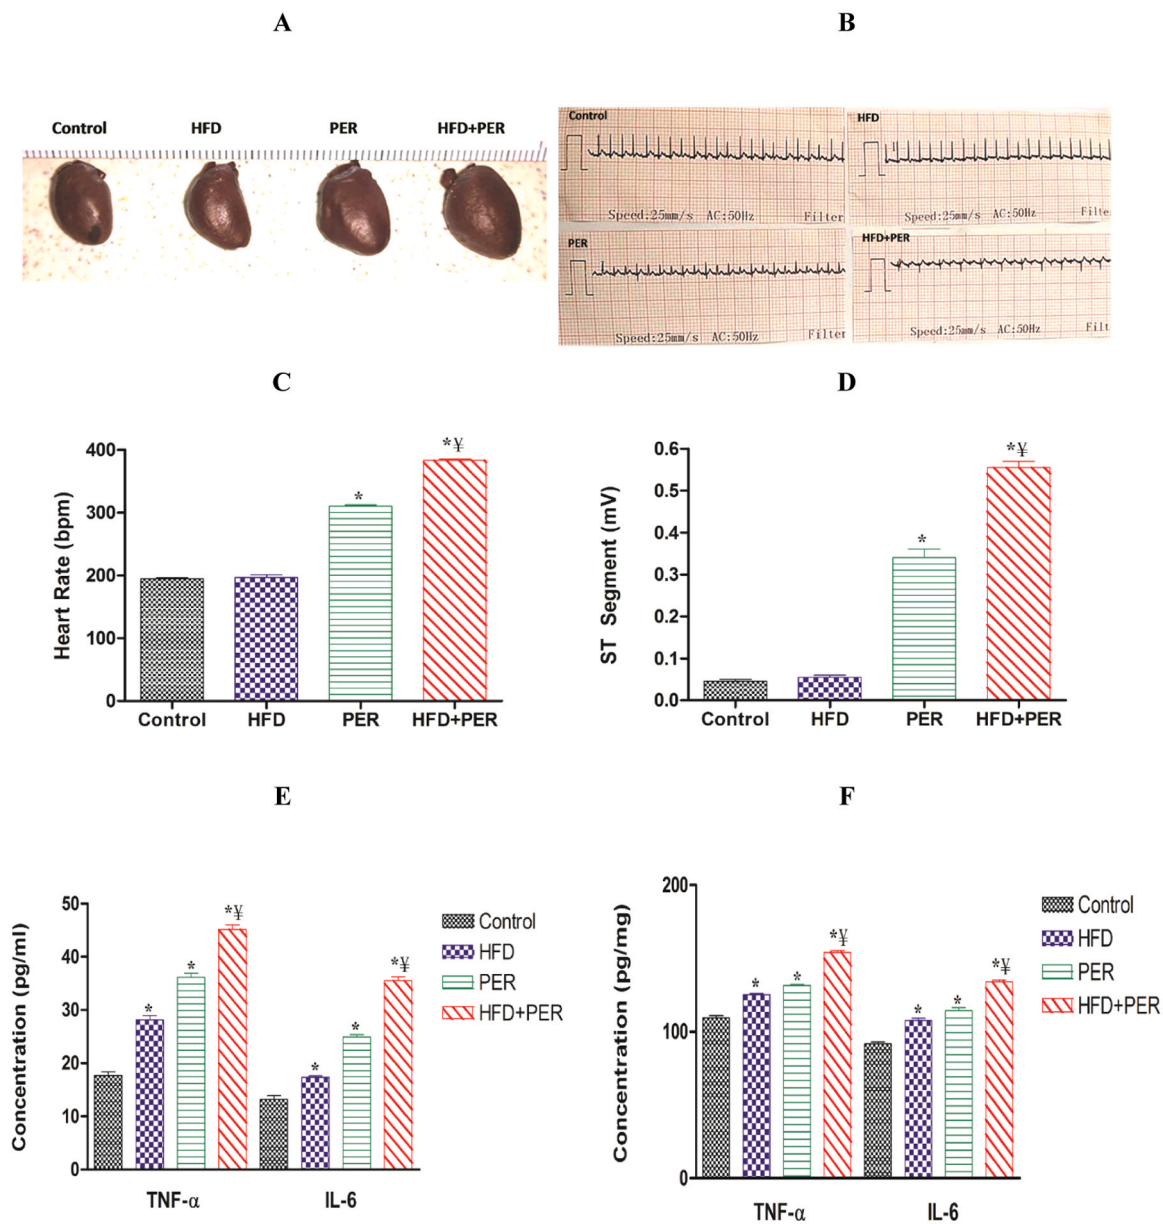 A
B
Control HFD PER HFD+PER
Control
Speed:25mm/s AC:50Hz Filter
HFD
Speed:25mm/s AC:50Hz Filt
PER
Speed:25mm/s AC:50Hz Filter
HFD+PER
Speed:25mm/s AC:50Hz Filt
C
Heart Rate (bpm)
400
300
200
100
0
*
*¥
Control HFD PER HFD+PER
D
ST Segment (mV)
0.6
0.5
0.4
0.3
0.2
0.1
0.0
*
*¥
Control HFD PER HFD+PER
E
Concentration (pg/ml)
50
40
30
20
10
0
*
*
*¥
*
*
*¥
TNF-α IL-6
Control
HFD
PER
HFD+PER
F
Concentration (pg/mg)
200
100
0
*
*
*¥
*
*
*¥
TNF-α IL-6
Control
HFD
PER
HFD+PER